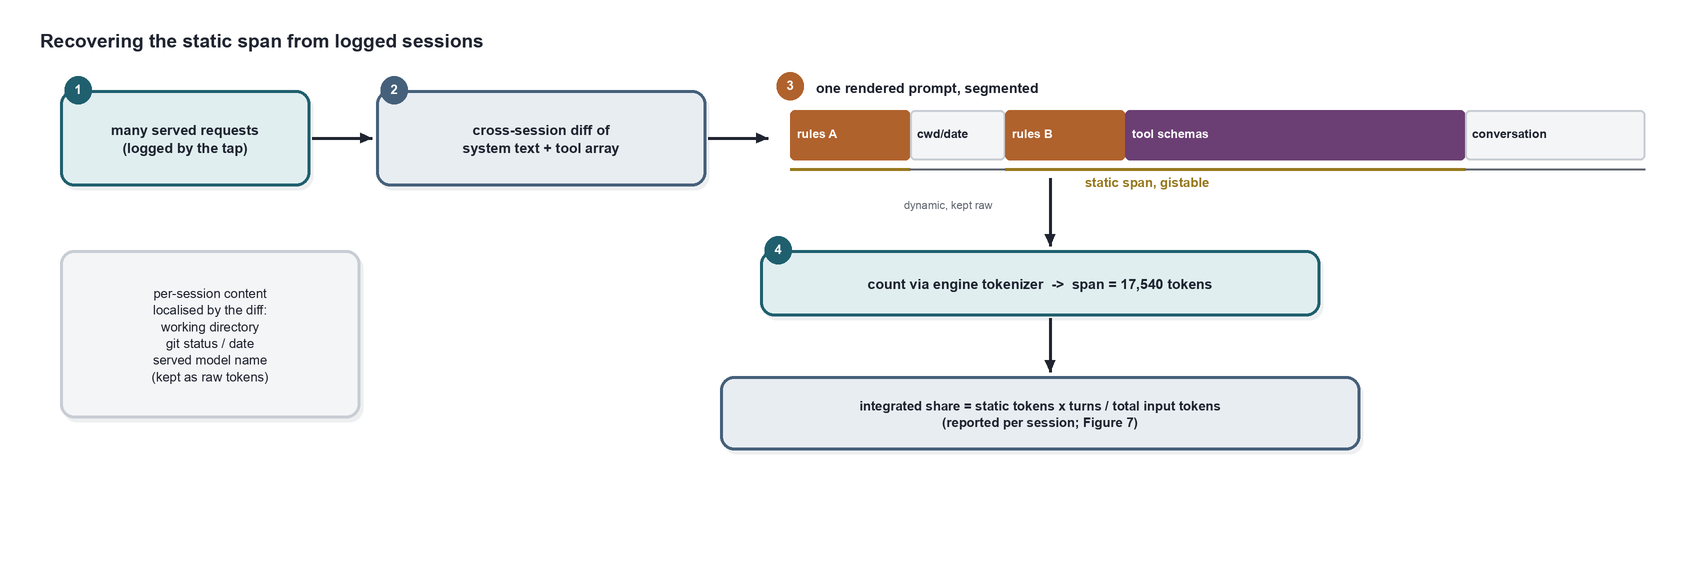 Recovering the static span from logged sessions
1
many served requests
(logged by the tap)
2
cross-session diff of
system text + tool array
3
one rendered prompt, segmented
rules A
cwd/date
rules B
tool schemas
conversation
static span, gistable
dynamic, kept raw
4
count via engine tokenizer -> span = 17,540 tokens
per-session content
localised by the diff:
working directory
git status / date
served model name
(kept as raw tokens)
integrated share = static tokens x turns / total input tokens
(reported per session; Figure 7)